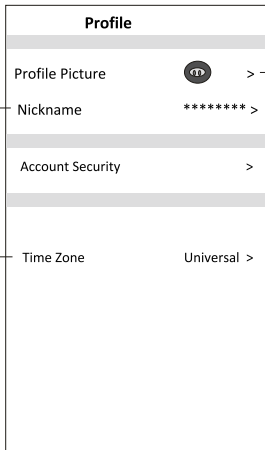 Profile
Profile Picture >
Nickname ******** >
Account Security >
Time Zone Universal >